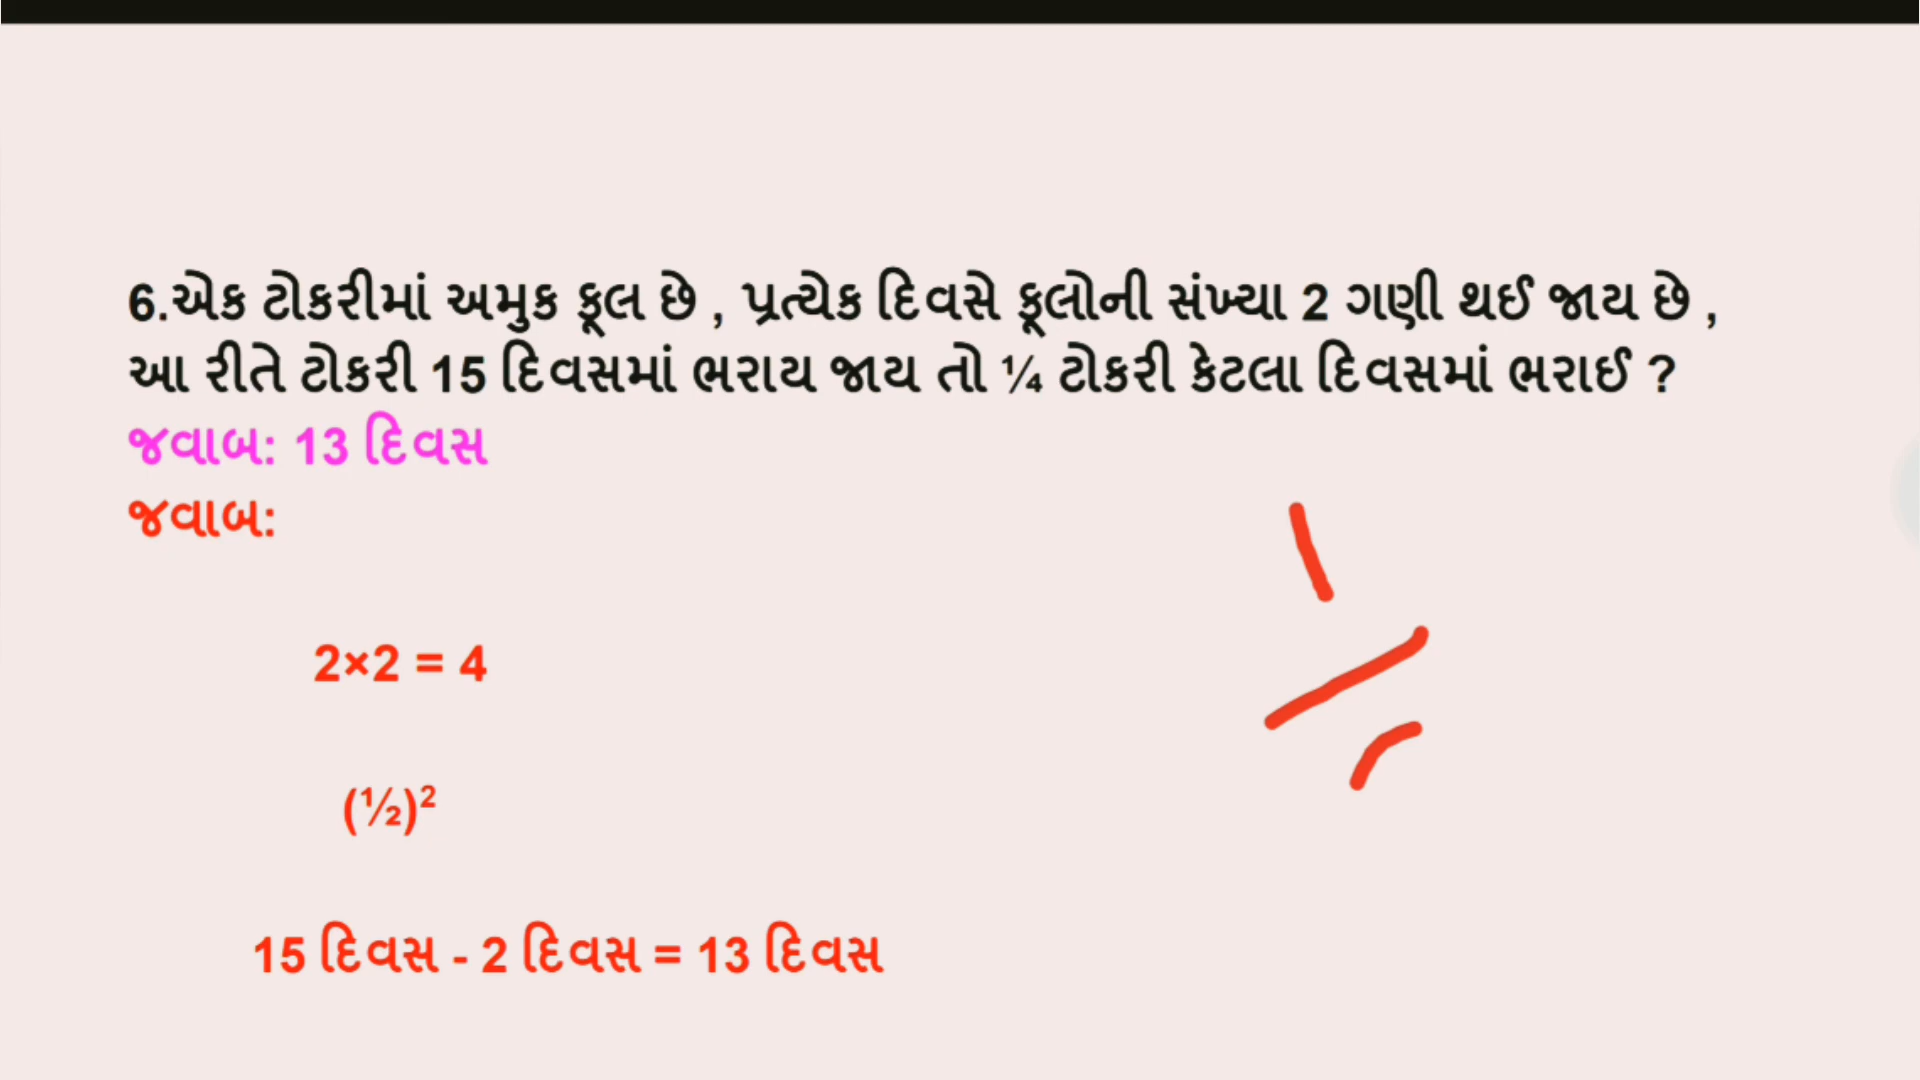 6.એક ટોકરીમાં અમુક ફૂલ છે , પ્રત્યેક દિવસે ફૂલોની સંખ્યા 2 ગણી થઈ જાય છે ,
આ રીતે ટોકરી 15 દિવસમાં ભરાય જાય તો ¼ ટોકરી કેટલા દિવસમાં ભરાઈ ?
જવાબ: 13 દિવસ
જવાબ:
2×2 = 4
(½)²
15 દિવસ - 2 દિવસ = 13 દિવસ